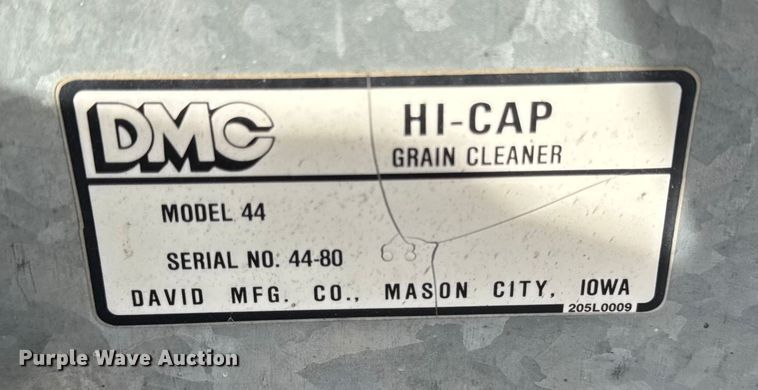 DMC
HI-CAP
GRAIN CLEANER
MODEL 44
SERIAL NO. 44-80 68
DAVID MFG. CO., MASON CITY, IOWA
205L0009
Purple Wave Auction